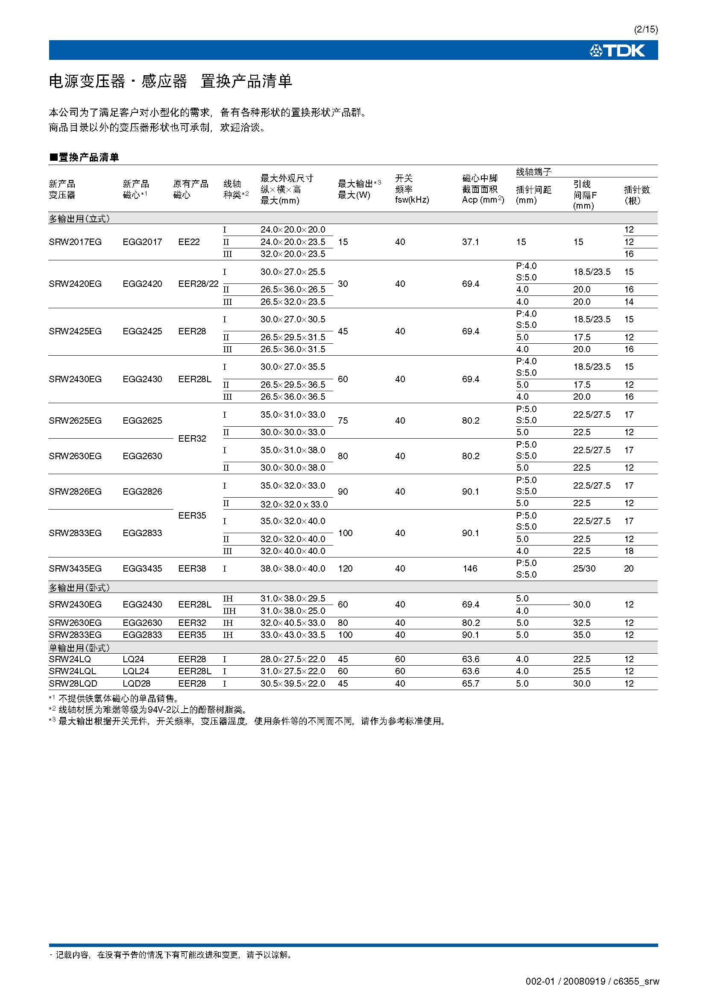 (2/15)
TDK
电源变压器・感应器 置换产品清单
本公司为了满足客户对小型化的需求，备有各种形状的置换形状产品群。
商品目录以外的变压器形状也可承制，欢迎洽谈。
■置换产品清单
新产品 变压器 新产品 磁心*1 原有产品 磁心 线轴 种类*2 最大外观尺寸 纵×横×高 最大(mm) 最大输出*3 最大(W) 开关 频率 fsw(kHz) 磁心中脚 截面面积 Acp (mm2) 线轴端子
插针间距 (mm) 引线 间隔F (mm) 插针数 （根）
多输出用（立式）
I 24.0×20.0×20.0 12
SRW2017EG EGG2017 EE22 II 24.0×20.0×23.5 15 40 37.1 15 15 12
III 32.0×20.0×23.5 16
I 30.0×27.0×25.5 P:4.0 S:5.0 18.5/23.5 15
SRW2420EG EGG2420 EER28/22 30 40 69.4
II 26.5×36.0×26.5 4.0 20.0 16
III 26.5×32.0×23.5 4.0 20.0 14
I 30.0×27.0×30.5 P:4.0 S:5.0 18.5/23.5 15
SRW2425EG EGG2425 EER28 45 40 69.4
II 26.5×29.5×31.5 5.0 17.5 12
III 26.5×36.0×31.5 4.0 20.0 16
I 30.0×27.0×35.5 P:4.0 S:5.0 18.5/23.5 15
SRW2430EG EGG2430 EER28L 60 40 69.4
II 26.5×29.5×36.5 5.0 17.5 12
III 26.5×36.0×36.5 4.0 20.0 16
I 35.0×31.0×33.0 P:5.0 S:5.0 22.5/27.5 17
SRW2625EG EGG2625 75 40 80.2
II 30.0×30.0×33.0 5.0 22.5 12
EER32
I 35.0×31.0×38.0 P:5.0 S:5.0 22.5/27.5 17
SRW2630EG EGG2630 80 40 80.2
II 30.0×30.0×38.0 5.0 22.5 12
I 35.0×32.0×33.0 P:5.0 S:5.0 22.5/27.5 17
SRW2826EG EGG2826 90 40 90.1
II 32.0×32.0 x 33.0 5.0 22.5 12
EER35
I 35.0×32.0×40.0 P:5.0 S:5.0 22.5/27.5 17
SRW2833EG EGG2833 100 40 90.1
II 32.0×32.0×40.0 5.0 22.5 12
III 32.0×40.0×40.0 4.0 22.5 18
SRW3435EG EGG3435 EER38 I 38.0×38.0×40.0 120 40 146 P:5.0 S:5.0 25/30 20
多输出用（卧式）
IH 31.0×38.0×29.5 5.0
SRW2430EG EGG2430 EER28L 60 40 69.4 30.0 12
IIH 31.0×38.0×25.0 4.0
SRW2630EG EGG2630 EER32 IH 32.0×40.5×33.0 80 40 80.2 5.0 32.5 12
SRW2833EG EGG2833 EER35 IH 33.0×43.0×33.5 100 40 90.1 5.0 35.0 12
单输出用（卧式）
SRW24LQ LQ24 EER28 I 28.0×27.5×22.0 45 60 63.6 4.0 22.5 12
SRW24LQL LQL24 EER28L I 31.0×27.5×22.0 60 60 63.6 4.0 25.5 12
SRW28LQD LQD28 EER28 I 30.5×39.5×22.0 45 40 65.7 5.0 30.0 12
*1 不提供铁氧体磁心的单品销售。
*2 线轴材质为难燃等级为94V-2以上的酚醛树脂类。
*3 最大输出根据开关元件，开关频率，变压器温度，使用条件等的不同而不同，请作为参考标准使用。
・记载内容，在没有予告的情况下有可能改进和变更，请予以谅解。
002-01 / 20080919 / c6355_srw